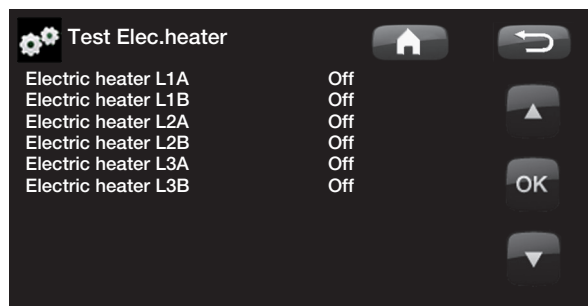 Test Elec.heater
Electric heater L1A Off
Electric heater L1B Off
Electric heater L2A Off
Electric heater L2B Off
Electric heater L3A Off
Electric heater L3B Off
OK